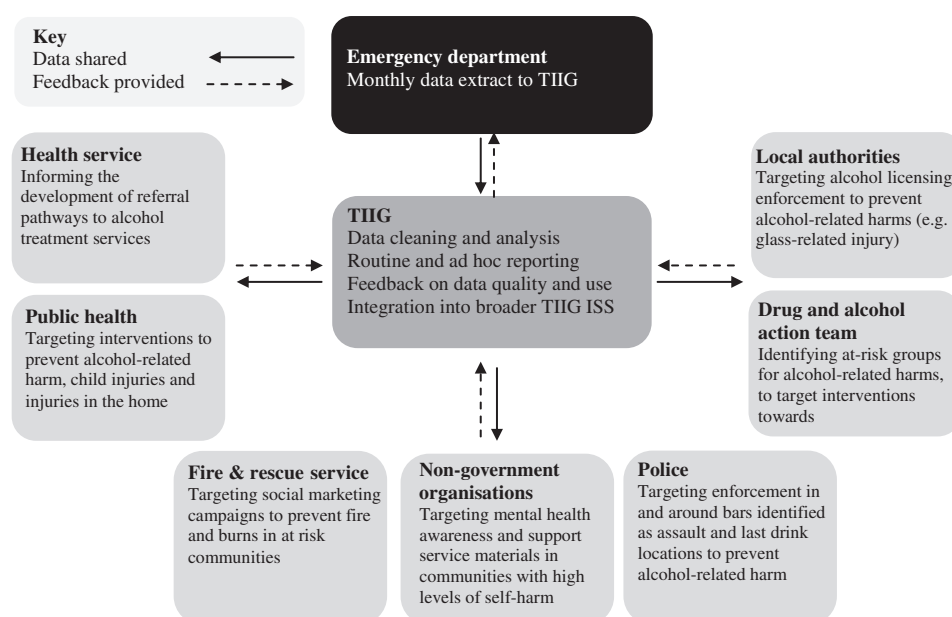 Key
Data shared
Feedback provided
Emergency department
Monthly data extract to TIIG
Health service
Informing the
development of referral
pathways to alcohol
treatment services
Local authorities
Targeting alcohol licensing
enforcement to prevent
alcohol-related harms (e.g.
glass-related injury)
TIIG
Data cleaning and analysis
Routine and ad hoc reporting
Feedback on data quality and use
Integration into broader TIIG ISS
Public health
Targeting interventions to
prevent alcohol-related
harm, child injuries and
injuries in the home
Drug and alcohol
action team
Identifying at-risk groups
for alcohol-related harms,
to target interventions
towards
Fire & rescue service
Targeting social marketing
campaigns to prevent fire
and burns in at risk
communities
Non-government
organisations
Targeting mental health
awareness and support
service materials in
communities with high
levels of self-harm
Police
Targeting enforcement in
and around bars identified
as assault and last drink
locations to prevent
alcohol-related harm